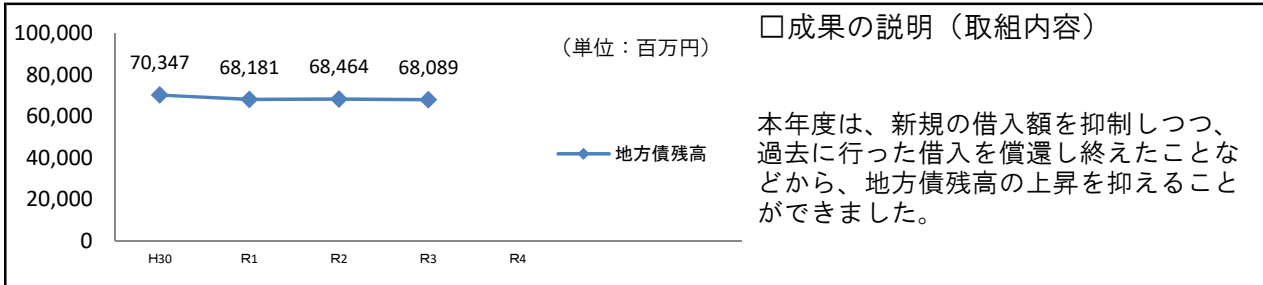 100,000
80,000
60,000
40,000
20,000
0
70,347
68,181
68,464
68,089
H30
R1
R2
R3
R4
（単位：百万円）
地方債残高
□成果の説明（取組内容）
本年度は、新規の借入額を抑制しつつ、
過去に行った借入を償還し終えたことな
どから、地方債残高の上昇を抑えること
ができました。